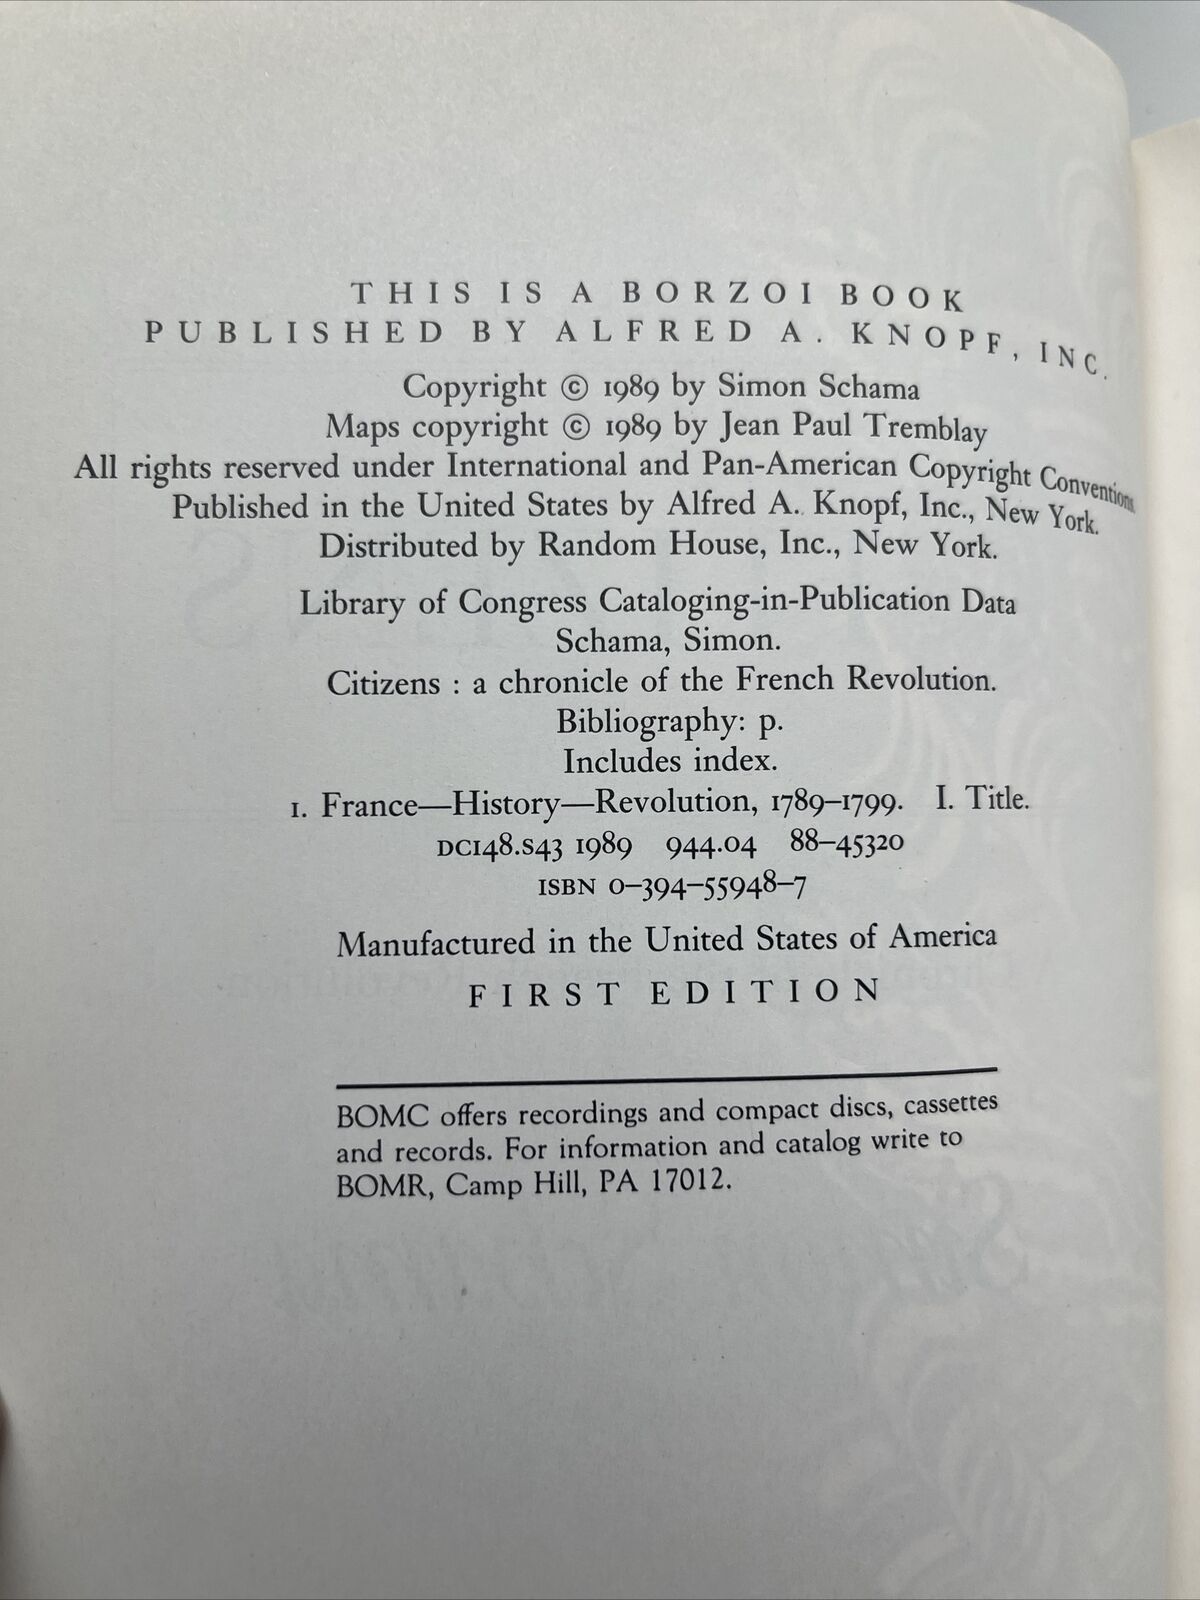 THIS IS A BORZOI BOOK
PUBLISHED BY ALFRED A. KNOPF, INC.
Copyright © 1989 by Simon Schama
Maps copyright © 1989 by Jean Paul Tremblay
All rights reserved under International and Pan-American Copyright Conventions
Published in the United States by Alfred A. Knopf, Inc., New York.
Distributed by Random House, Inc., New York.
Library of Congress Cataloging-in-Publication Data
Schama, Simon.
Citizens : a chronicle of the French Revolution.
Bibliography: p.
Includes index.
1. France—History—Revolution, 1789–1799. I. Title.
DC148.S43 1989 944.04 88–45320
ISBN 0–394–55948–7
Manufactured in the United States of America
FIRST EDITION
BOMC offers recordings and compact discs, cassettes
and records. For information and catalog write to
BOMR, Camp Hill, PA 17012.